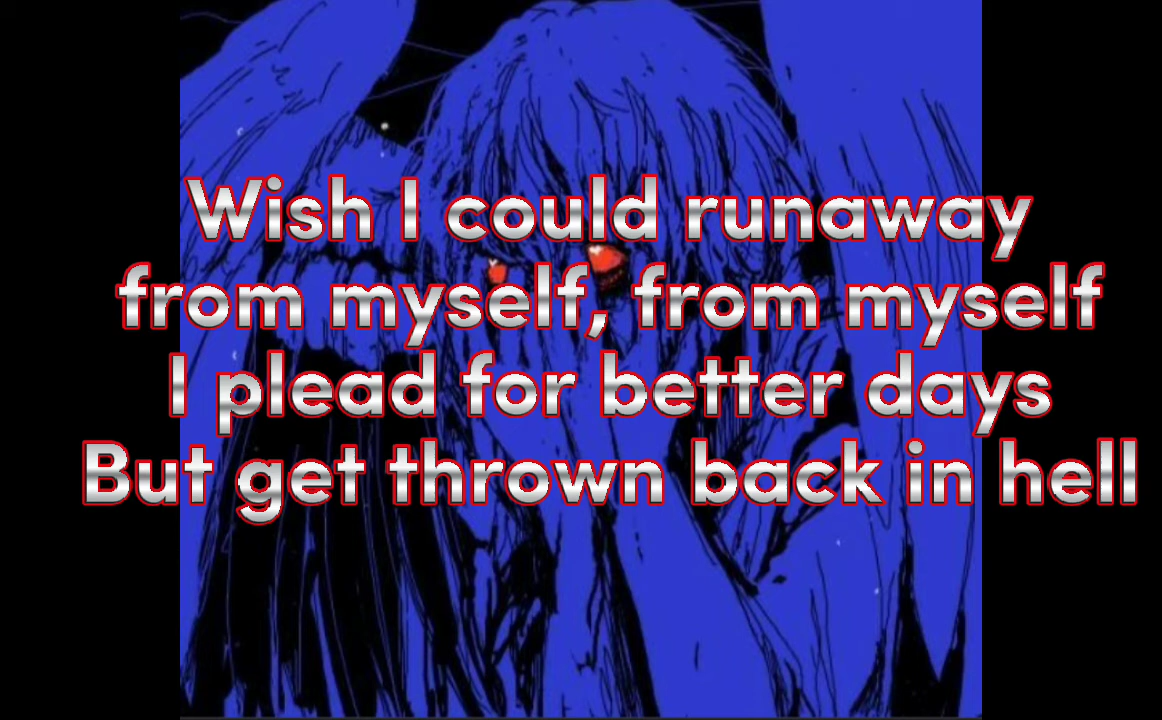 Wish I could runaway
from myself, from myself
I plead for better days
But get thrown back in hell